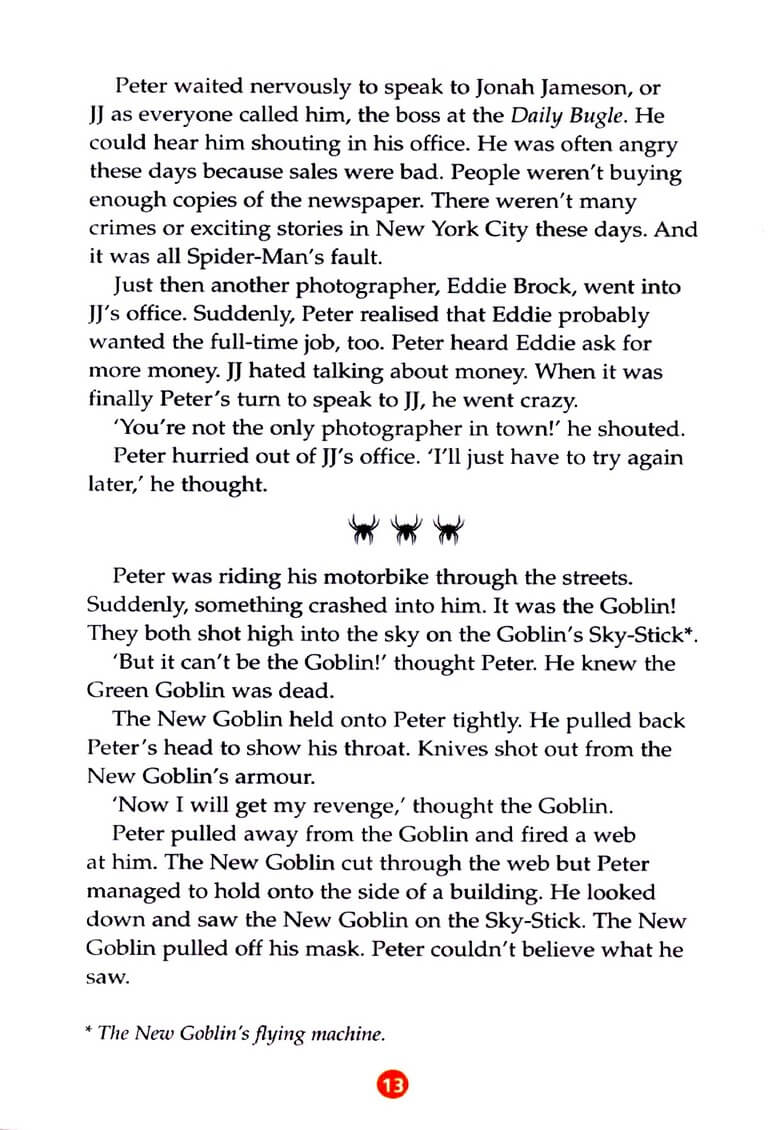 Peter waited nervously to speak to Jonah Jameson, or
JJ as everyone called him, the boss at the Daily Bugle. He
could hear him shouting in his office. He was often angry
these days because sales were bad. People weren't buying
enough copies of the newspaper. There weren't many
crimes or exciting stories in New York City these days. And
it was all Spider-Man's fault.
Just then another photographer, Eddie Brock, went into
JJ's office. Suddenly, Peter realised that Eddie probably
wanted the full-time job, too. Peter heard Eddie ask for
more money. JJ hated talking about money. When it was
finally Peter's turn to speak to JJ, he went crazy.
'You're not the only photographer in town!' he shouted.
Peter hurried out of JJ's office. 'I'll just have to try again
later,' he thought.
Peter was riding his motorbike through the streets.
Suddenly, something crashed into him. It was the Goblin!
They both shot high into the sky on the Goblin's Sky-Stick*.
'But it can't be the Goblin!' thought Peter. He knew the
Green Goblin was dead.
The New Goblin held onto Peter tightly. He pulled back
Peter's head to show his throat. Knives shot out from the
New Goblin's armour.
'Now I will get my revenge,' thought the Goblin.
Peter pulled away from the Goblin and fired a web
at him. The New Goblin cut through the web but Peter
managed to hold onto the side of a building. He looked
down and saw the New Goblin on the Sky-Stick. The New
Goblin pulled off his mask. Peter couldn't believe what he
saw.
* The New Goblin's flying machine.
13